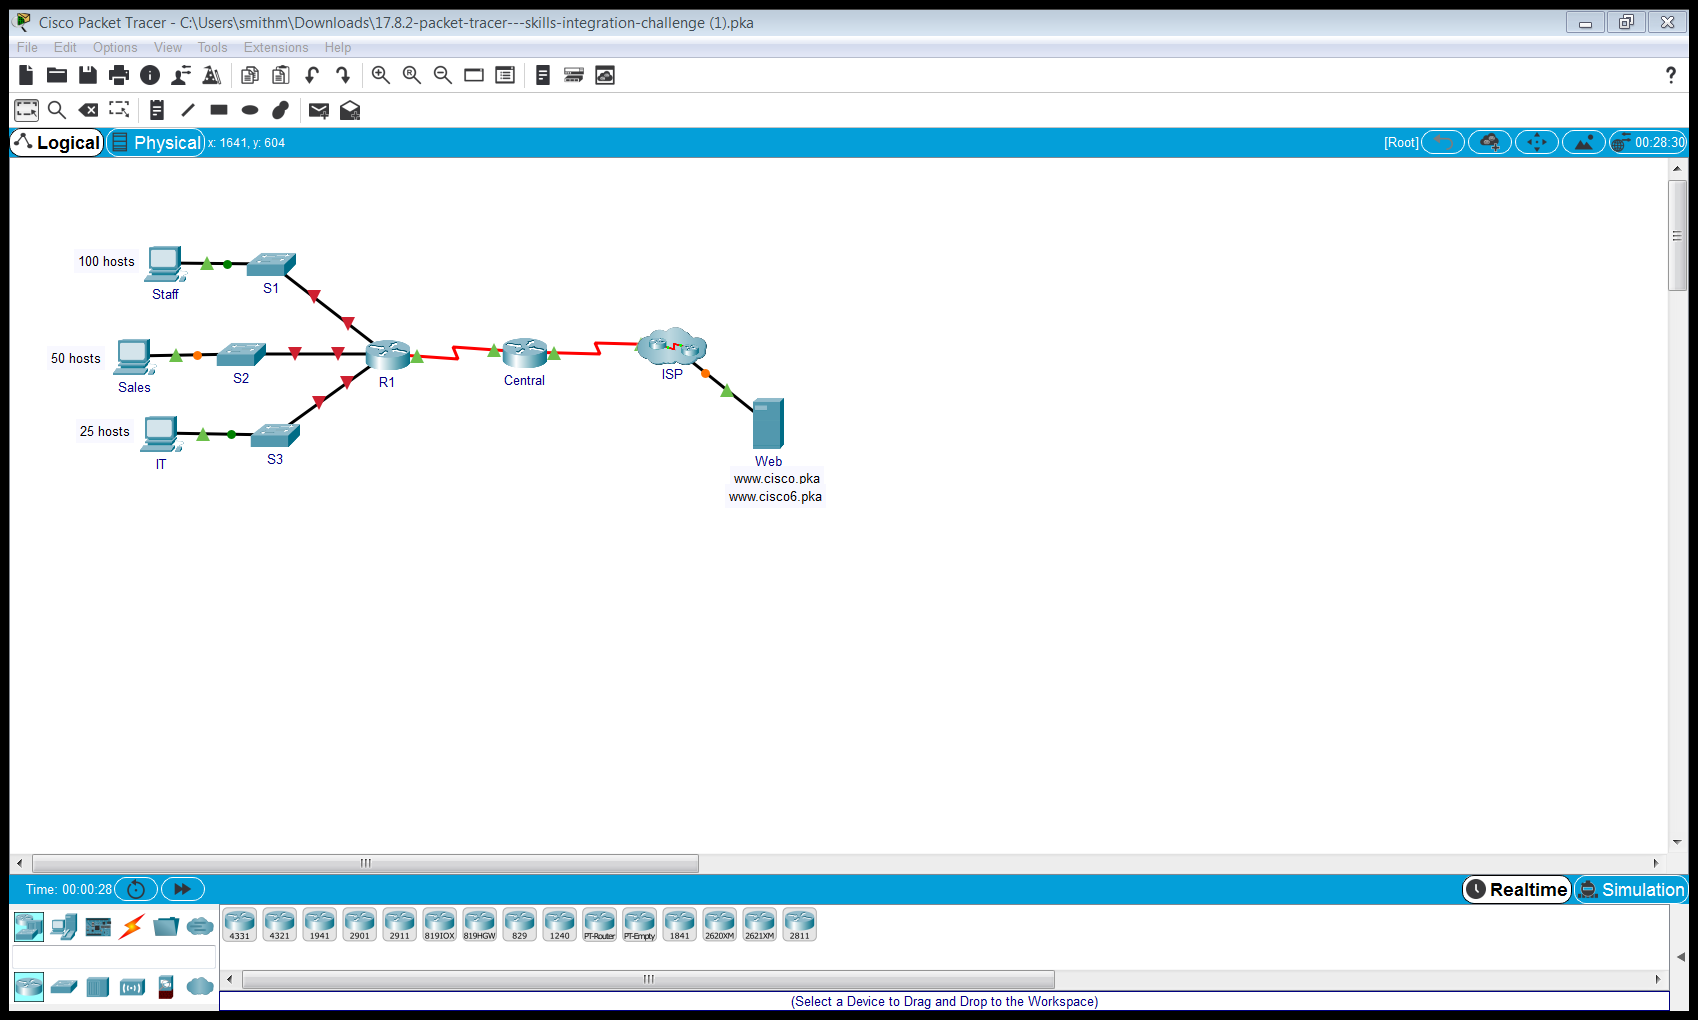 Cisco Packet Tracer - C:\Users\smithm\Downloads\17.8.2-packet-tracer---skills-integration-challenge (1).pka
File Edit Options View Tools Extensions Help
?
Logical Physical x: 1641, y: 604 [Root] 00:28:30
100 hosts
Staff
S1
50 hosts
Sales
S2
R1
Central
ISP
25 hosts
IT
S3
Web
www.cisco.pka
www.cisco6.pka
Time: 00:00:28 Realtime Simulation
4331 4321 1941 2901 2911 819IOX 819HGW 829 1240 PT-Router PT-Empty 1841 2620XM 2621XM 2811
(Select a Device to Drag and Drop to the Workspace)